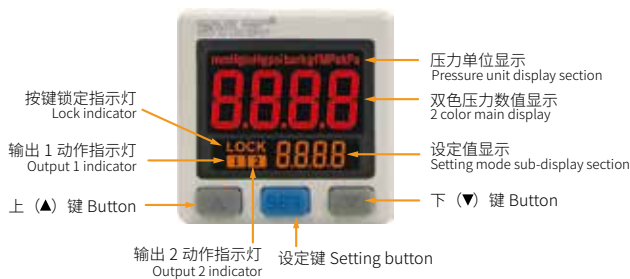 压力单位显示
Pressure unit display section
双色压力数值显示
2 color main display
按键锁定指示灯
Lock indicator
输出 1 动作指示灯
Output 1 indicator
设定值显示
Setting mode sub-display section
上（▲）键 Button
下（▼）键 Button
输出 2 动作指示灯
Output 2 indicator
设定键 Setting button
8.8.8.8
LOCK
1 2 8.8.8.8
SET